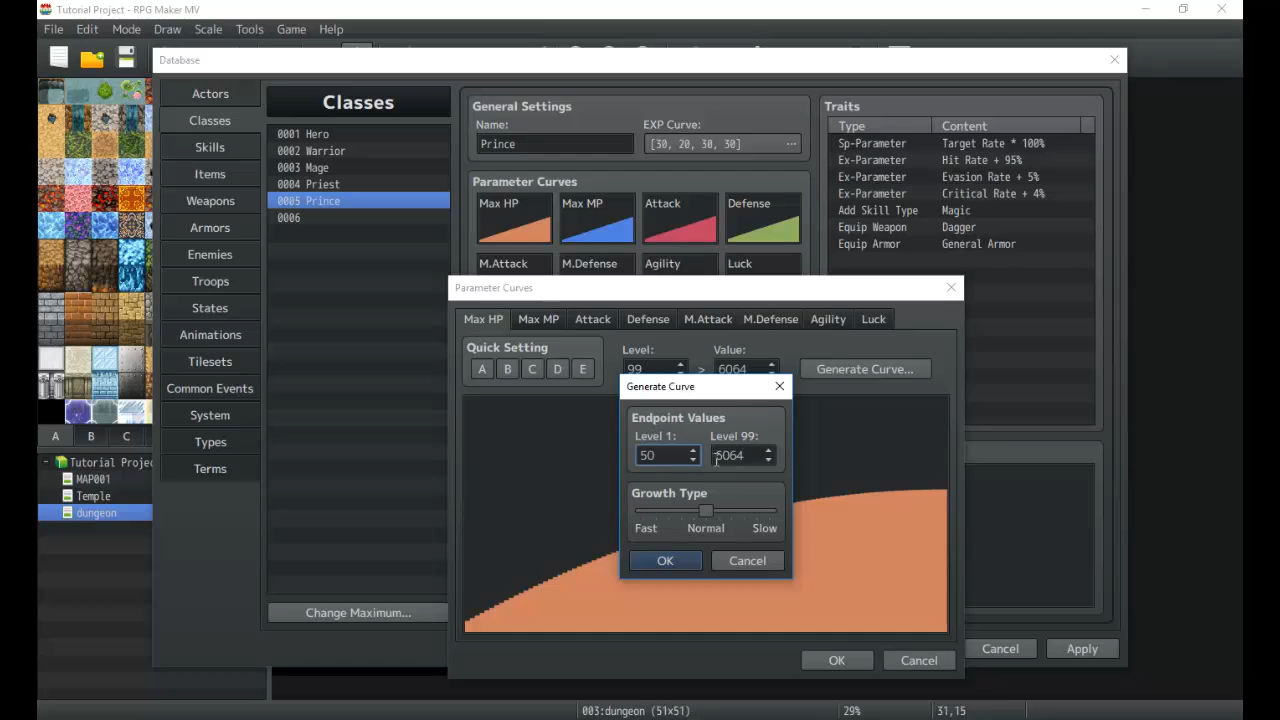 Tutorial Project - RPG Maker MV
File Edit Mode Draw Scale Tools Game Help
Database
Actors
Classes
Skills
Items
Weapons
Armors
Enemies
Troops
States
Animations
Tilesets
Common Events
System
Types
Terms
Classes
0001 Hero
0002 Warrior
0003 Mage
0004 Priest
0005 Prince
0006
Change Maximum...
General Settings
Name: EXP Curve:
Prince [30, 20, 30, 30] ...
Parameter Curves
Max HP Max MP Attack Defense
M.Attack M.Defense Agility Luck
Traits
Type Content
Sp-Parameter Target Rate * 100%
Ex-Parameter Hit Rate + 95%
Ex-Parameter Evasion Rate + 5%
Ex-Parameter Critical Rate + 4%
Add Skill Type Magic
Equip Weapon Dagger
Equip Armor General Armor
Parameter Curves
Max HP Max MP Attack Defense M.Attack M.Defense Agility Luck
Quick Setting
A B C D E
Level: Value:
99 > 6064
Generate Curve...
Generate Curve
Endpoint Values
Level 1: Level 99:
50 6064
Growth Type
Fast Normal Slow
OK Cancel
OK Cancel
Cancel Apply
A B C
Tutorial Projec
MAP001
Temple
dungeon
003:dungeon (51x51) 29% 31,15